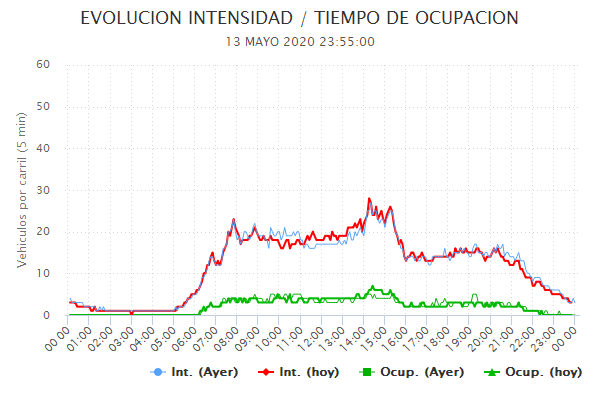 EVOLUCION INTENSIDAD / TIEMPO DE OCUPACION
13 MAYO 2020 23:55:00
Vehiculos por carril (5 min)
60
50
40
30
20
10
0
00:00 01:00 02:00 03:00 04:00 05:00 06:00 07:00 08:00 09:00 10:00 11:00 12:00 13:00 14:00 15:00 16:00 17:00 18:00 19:00 20:00 21:00 22:00 23:00 00:00
Int. (Ayer) Int. (hoy) Ocup. (Ayer) Ocup. (hoy)